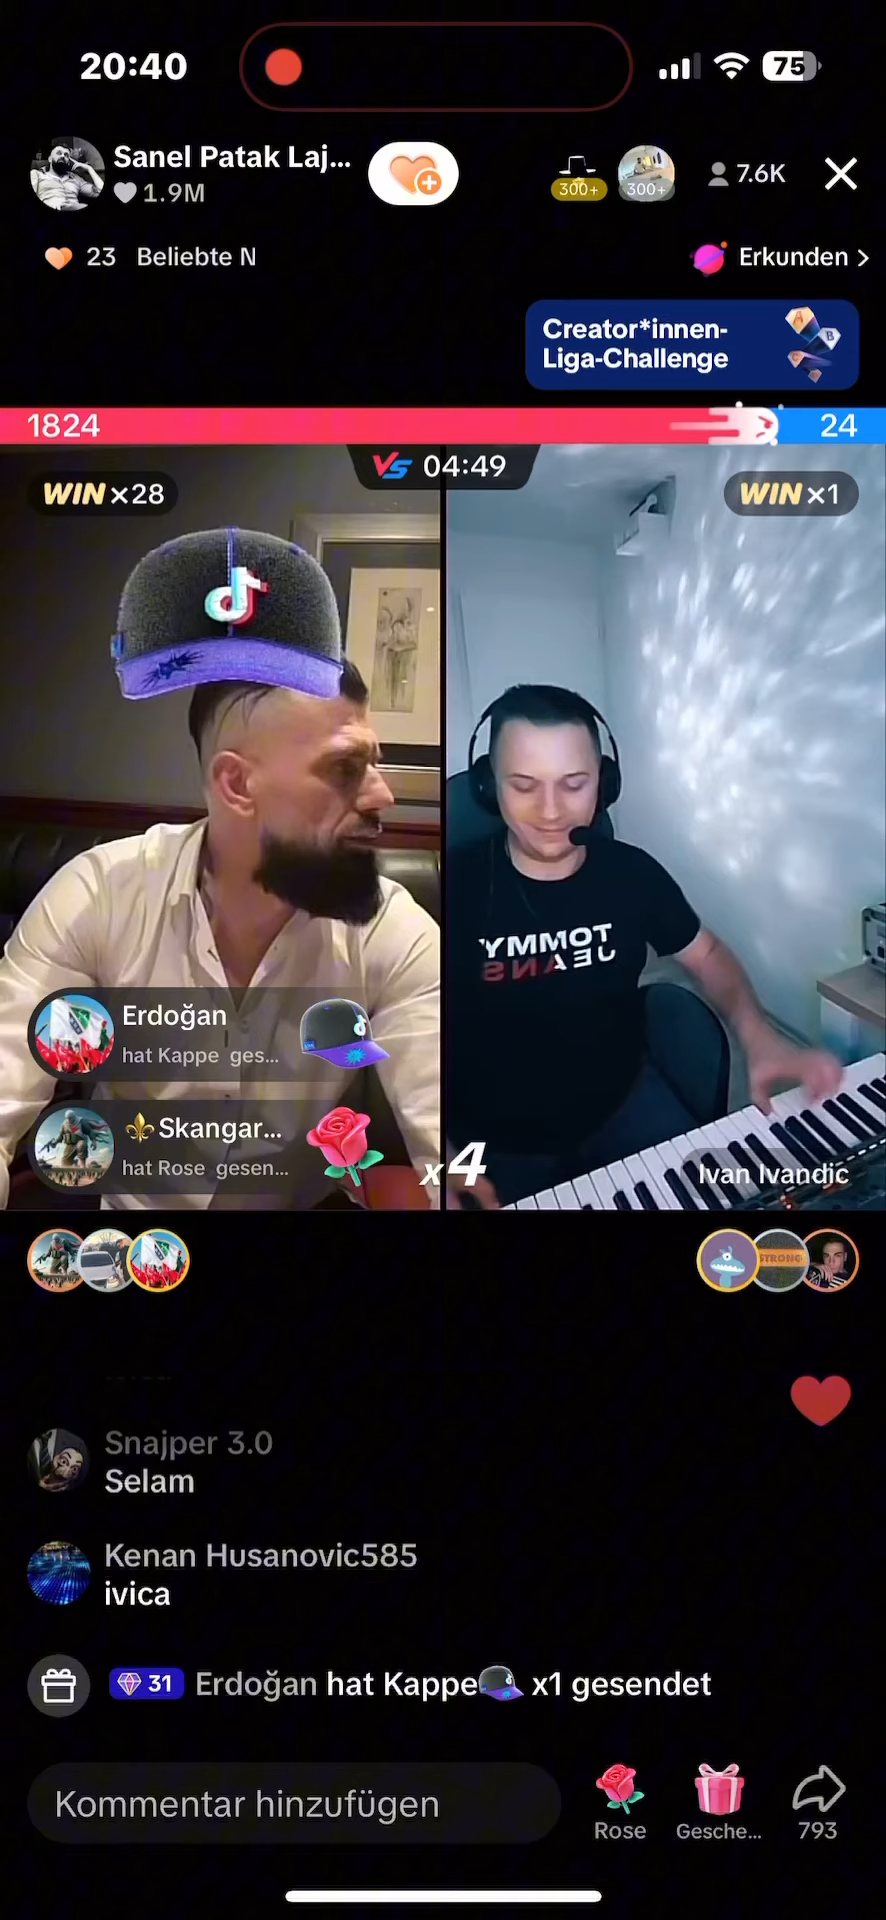 20:40
75
Sanel Patak Laj...
1.9M
300+
300+
7.6K
23 Beliebte N
Erkunden >
Creator*innen-
Liga-Challenge
1824
24
VS 04:49
WIN x28
WIN x1
TOMMY
JEANS
Erdoğan
hat Kappe ges...
⚜️Skangar...
hat Rose gesen...
x4
Ivan Ivandic
STRONG
Snajper 3.0
Selam
Kenan Husanovic585
ivica
31 Erdoğan hat Kappe x1 gesendet
Kommentar hinzufügen
Rose
Gesche...
793